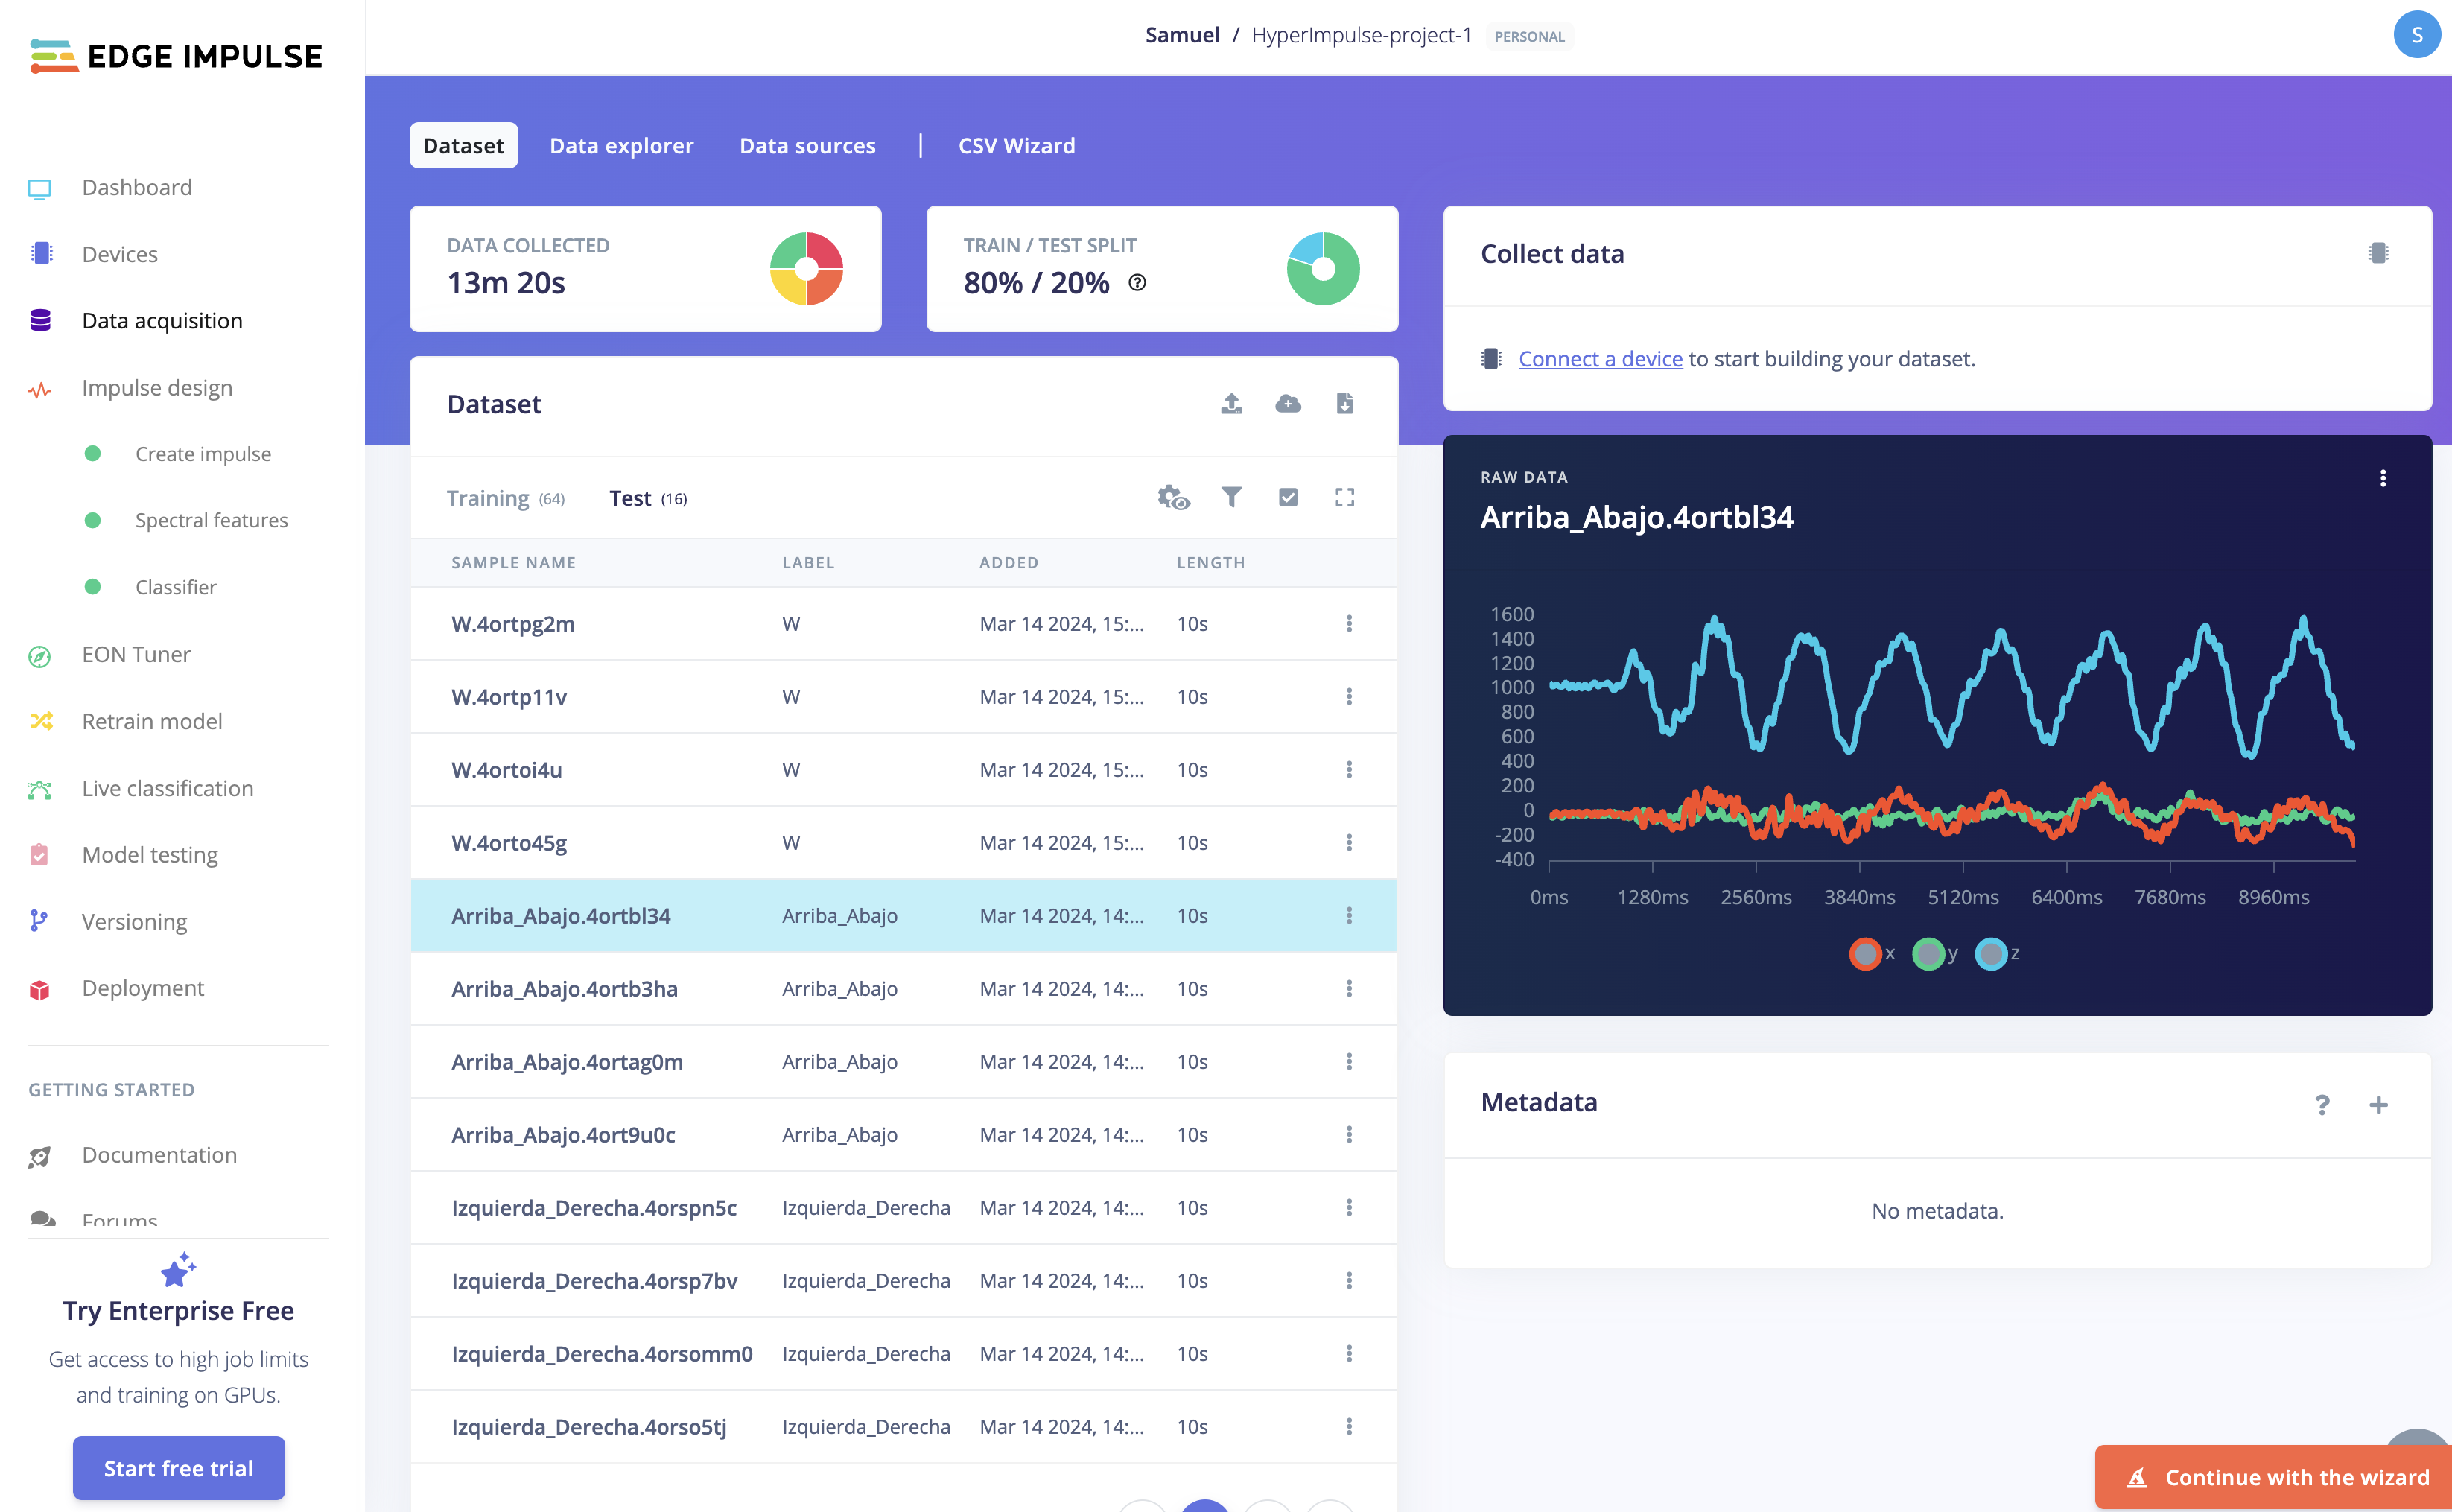 EDGE IMPULSE
Samuel / HyperImpulse-project-1 PERSONAL
S
Dashboard
Devices
Data acquisition
Impulse design
Create impulse
Spectral features
Classifier
EON Tuner
Retrain model
Live classification
Model testing
Versioning
Deployment
GETTING STARTED
Documentation
Forums
Try Enterprise Free
Get access to high job limits
and training on GPUs.
Start free trial
Dataset Data explorer Data sources | CSV Wizard
DATA COLLECTED
13m 20s
TRAIN / TEST SPLIT
80% / 20% ?
Dataset
Training (64) Test (16)
SAMPLE NAME LABEL ADDED LENGTH
W.4ortpg2m W Mar 14 2024, 15:... 10s
W.4ortp11v W Mar 14 2024, 15:... 10s
W.4ortoi4u W Mar 14 2024, 15:... 10s
W.4orto45g W Mar 14 2024, 15:... 10s
Arriba_Abajo.4ortbl34 Arriba_Abajo Mar 14 2024, 14:... 10s
Arriba_Abajo.4ortb3ha Arriba_Abajo Mar 14 2024, 14:... 10s
Arriba_Abajo.4ortag0m Arriba_Abajo Mar 14 2024, 14:... 10s
Arriba_Abajo.4ort9u0c Arriba_Abajo Mar 14 2024, 14:... 10s
Izquierda_Derecha.4orspn5c Izquierda_Derecha Mar 14 2024, 14:... 10s
Izquierda_Derecha.4orsp7bv Izquierda_Derecha Mar 14 2024, 14:... 10s
Izquierda_Derecha.4orsomm0 Izquierda_Derecha Mar 14 2024, 14:... 10s
Izquierda_Derecha.4orso5tj Izquierda_Derecha Mar 14 2024, 14:... 10s
Collect data
Connect a device to start building your dataset.
RAW DATA
Arriba_Abajo.4ortbl34
1600
1400
1200
1000
800
600
400
200
0
-200
-400
0ms 1280ms 2560ms 3840ms 5120ms 6400ms 7680ms 8960ms
x y z
Metadata ? +
No metadata.
Continue with the wizard